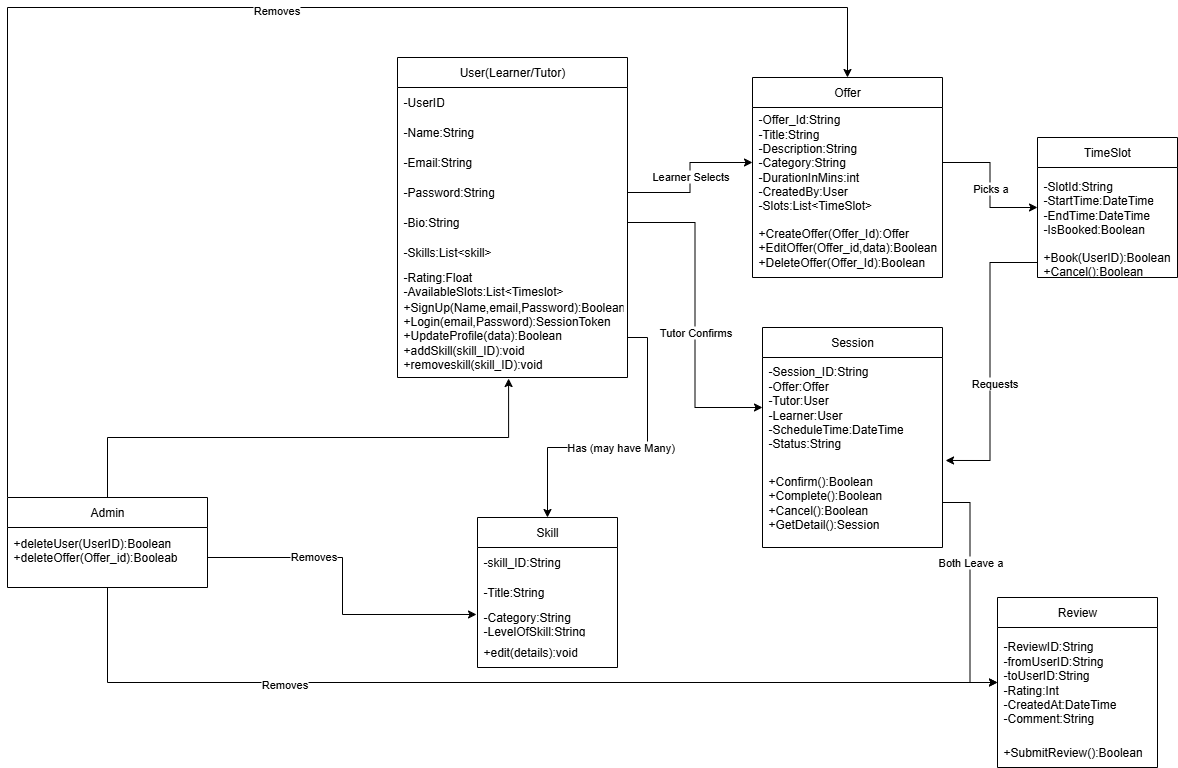 Removes
User(Learner/Tutor)
-UserID
-Name:String
-Email:String
-Password:String
-Bio:String
-Skills:List<skill>
-Rating:Float
-AvailableSlots:List<Timeslot>
+SignUp(Name,email,Password):Boolean
+Login(email,Password):SessionToken
+UpdateProfile(data):Boolean
+addSkill(skill_ID):void
+removeskill(skill_ID):void
Learner Selects
Offer
-Offer_Id:String
-Title:String
-Description:String
-Category:String
-DurationInMins:int
-CreatedBy:User
-Slots:List<TimeSlot>
+CreateOffer(Offer_Id):Offer
+EditOffer(Offer_id,data):Boolean
+DeleteOffer(Offer_Id):Boolean
Picks a
TimeSlot
-SlotId:String
-StartTime:DateTime
-EndTime:DateTime
-IsBooked:Boolean
+Book(UserID):Boolean
+Cancel():Boolean
Tutor Confirms
Session
-Session_ID:String
-Offer:Offer
-Tutor:User
-Learner:User
-ScheduleTime:DateTime
-Status:String
+Confirm():Boolean
+Complete():Boolean
+Cancel():Boolean
+GetDetail():Session
Requests
Has (may have Many)
Admin
+deleteUser(UserID):Boolean
+deleteOffer(Offer_id):Booleab
Removes
Skill
-skill_ID:String
-Title:String
-Category:String
-LevelOfSkill:String
+edit(details):void
Both Leave a
Removes
Review
-ReviewID:String
-fromUserID:String
-toUserID:String
-Rating:Int
-CreatedAt:DateTime
-Comment:String
+SubmitReview():Boolean